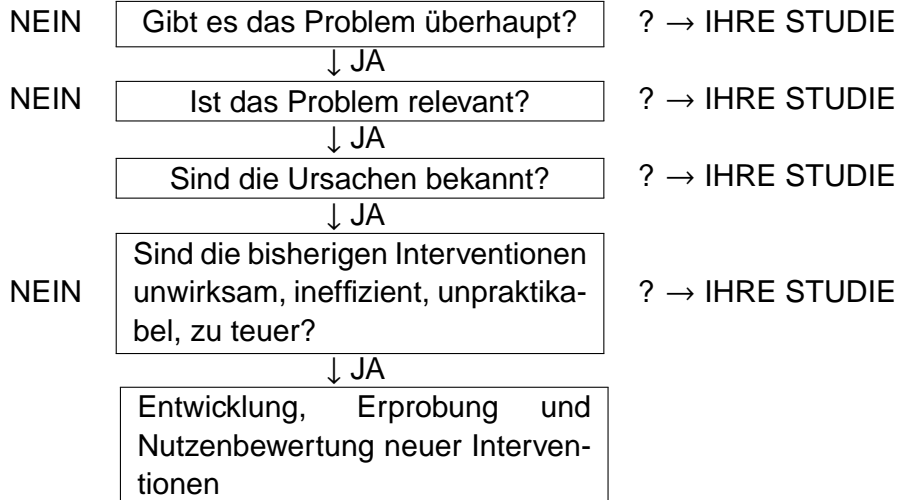 NEIN Gibt es das Problem überhaupt? ? → IHRE STUDIE
↓ JA
NEIN Ist das Problem relevant? ? → IHRE STUDIE
↓ JA
Sind die Ursachen bekannt? ? → IHRE STUDIE
↓ JA
Sind die bisherigen Interventionen
NEIN unwirksam, ineffizient, unpraktika- ? → IHRE STUDIE
bel, zu teuer?
↓ JA
Entwicklung, Erprobung und
Nutzenbewertung neuer Interven-
tionen